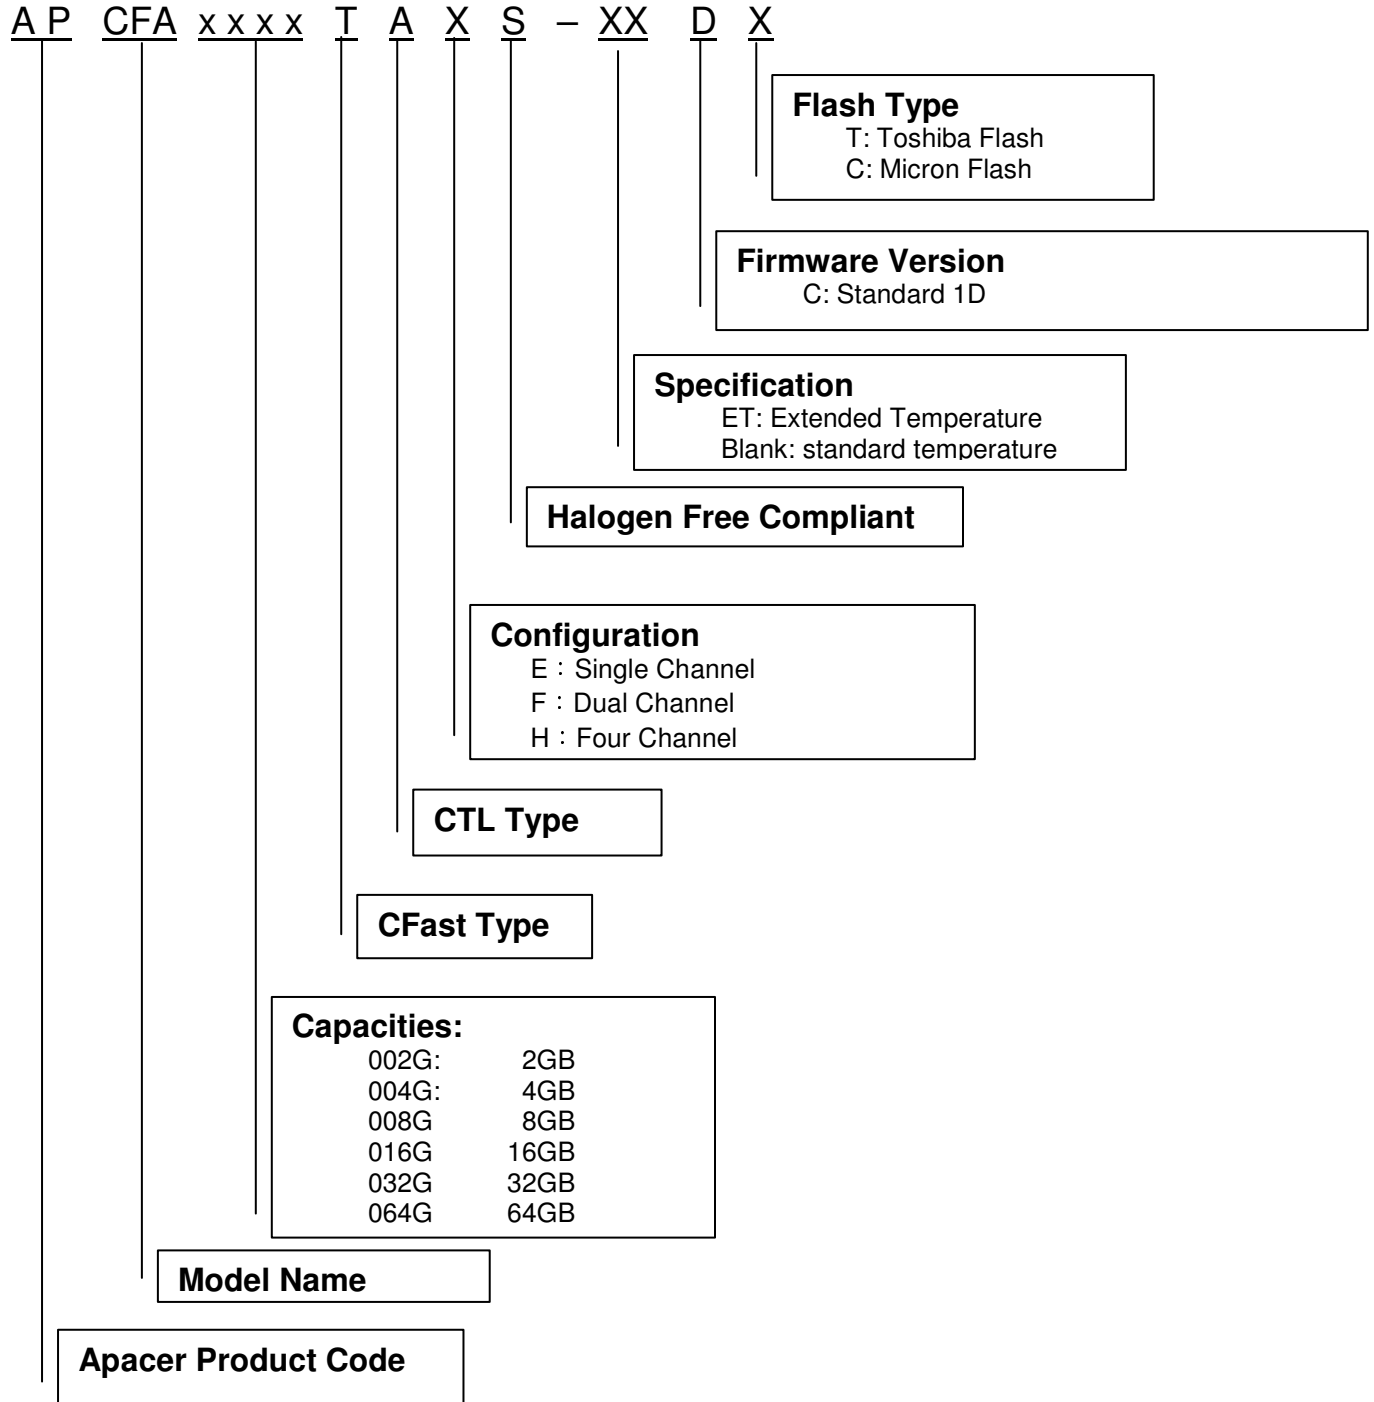 A P CFA x x x x T A X S – XX D X
Flash Type
T: Toshiba Flash
C: Micron Flash
Firmware Version
C: Standard 1D
Specification
ET: Extended Temperature
Blank: standard temperature
Halogen Free Compliant
Configuration
E：Single Channel
F：Dual Channel
H：Four Channel
CTL Type
CFast Type
Capacities:
002G: 2GB
004G: 4GB
008G 8GB
016G 16GB
032G 32GB
064G 64GB
Model Name
Apacer Product Code